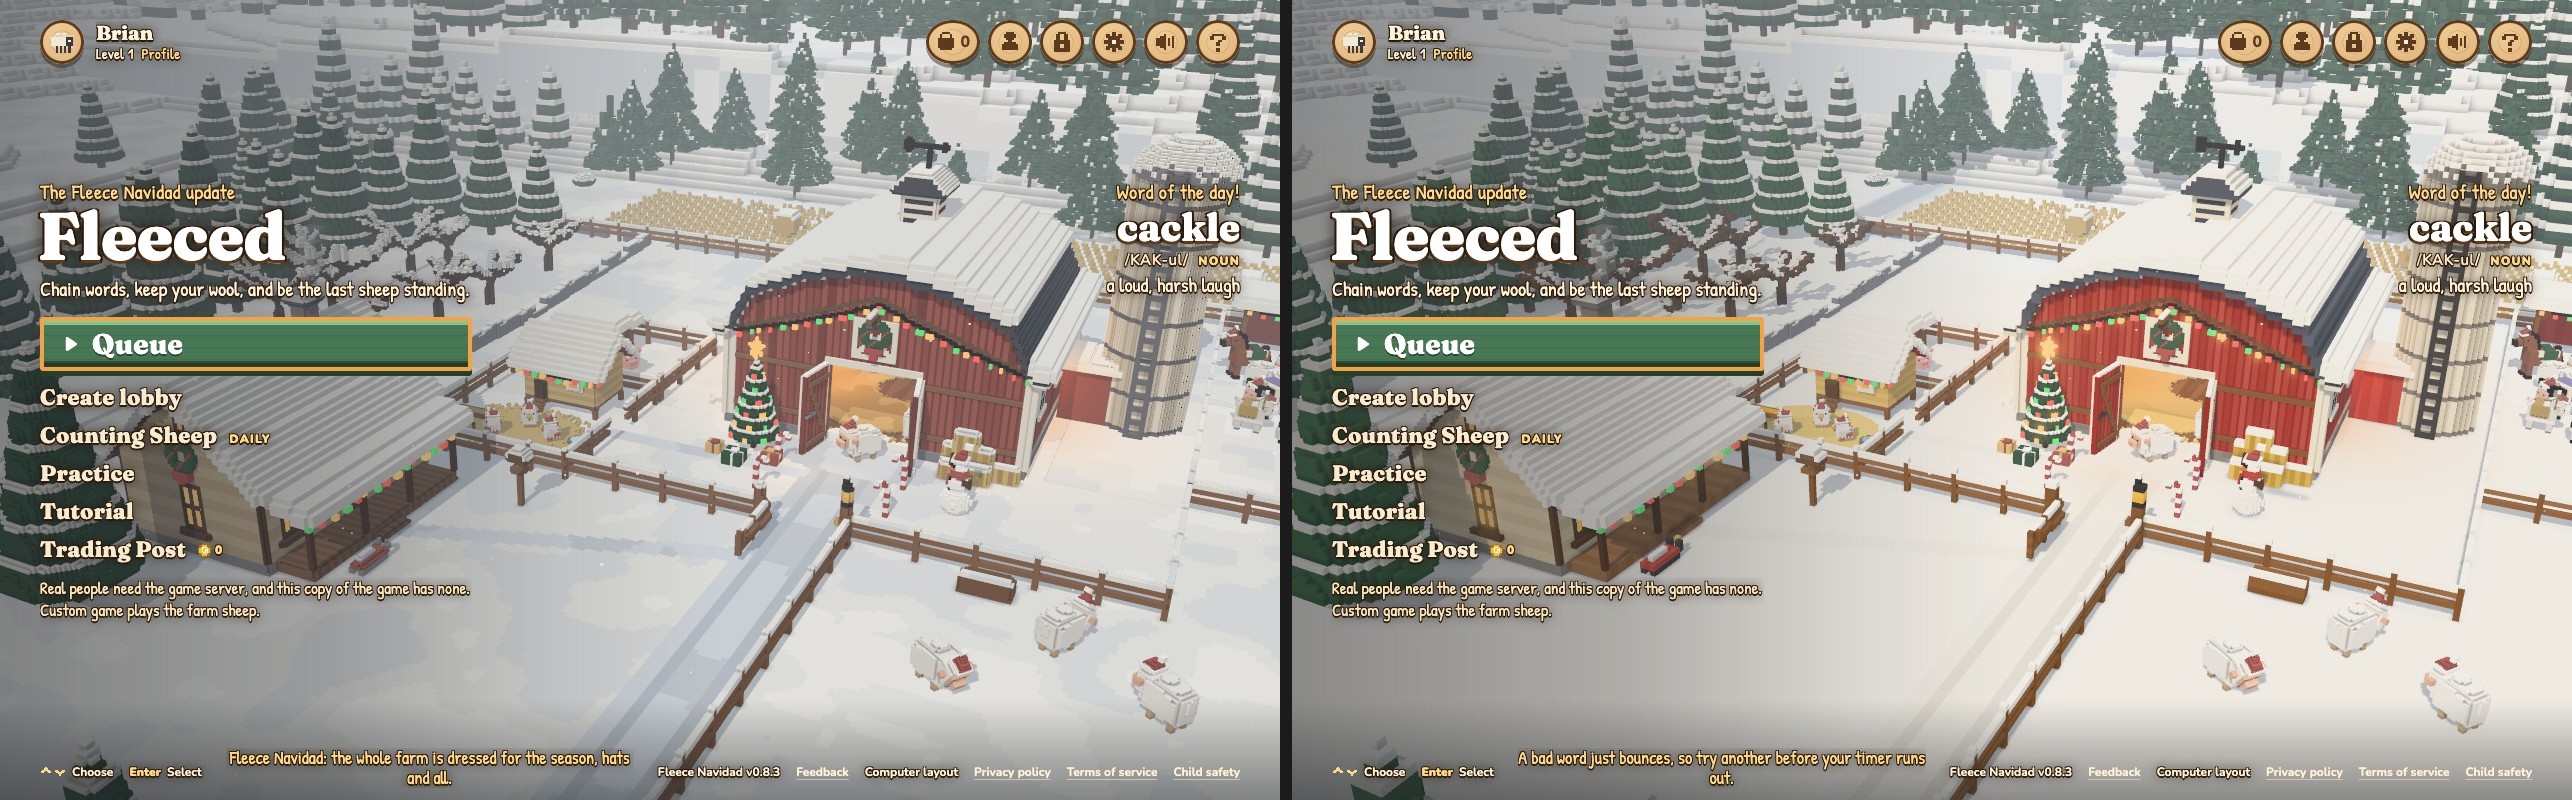 Brian
Level 1 Profile
0
The Fleece Navidad update
Fleeced
Chain words, keep your wool, and be the last sheep standing.
Queue
Create lobby
Counting Sheep DAILY
Practice
Tutorial
Trading Post 0
Real people need the game server, and this copy of the game has none.
Custom game plays the farm sheep.
Word of the day!
cackle
/KAK-ul/ NOUN
a loud, harsh laugh
Choose Enter Select
Fleece Navidad: the whole farm is dressed for the season, hats
and all.
Fleece Navidad v0.8.3 Feedback Computer layout Privacy policy Terms of service Child safety
Brian
Level 1 Profile
0
The Fleece Navidad update
Fleeced
Chain words, keep your wool, and be the last sheep standing.
Queue
Create lobby
Counting Sheep DAILY
Practice
Tutorial
Trading Post 0
Real people need the game server, and this copy of the game has none.
Custom game plays the farm sheep.
Word of the day!
cackle
/KAK-ul/ NOUN
a loud, harsh laugh
Choose Enter Select
A bad word just bounces, so try another before your timer runs
out.
Fleece Navidad v0.8.3 Feedback Computer layout Privacy policy Terms of service Child safety